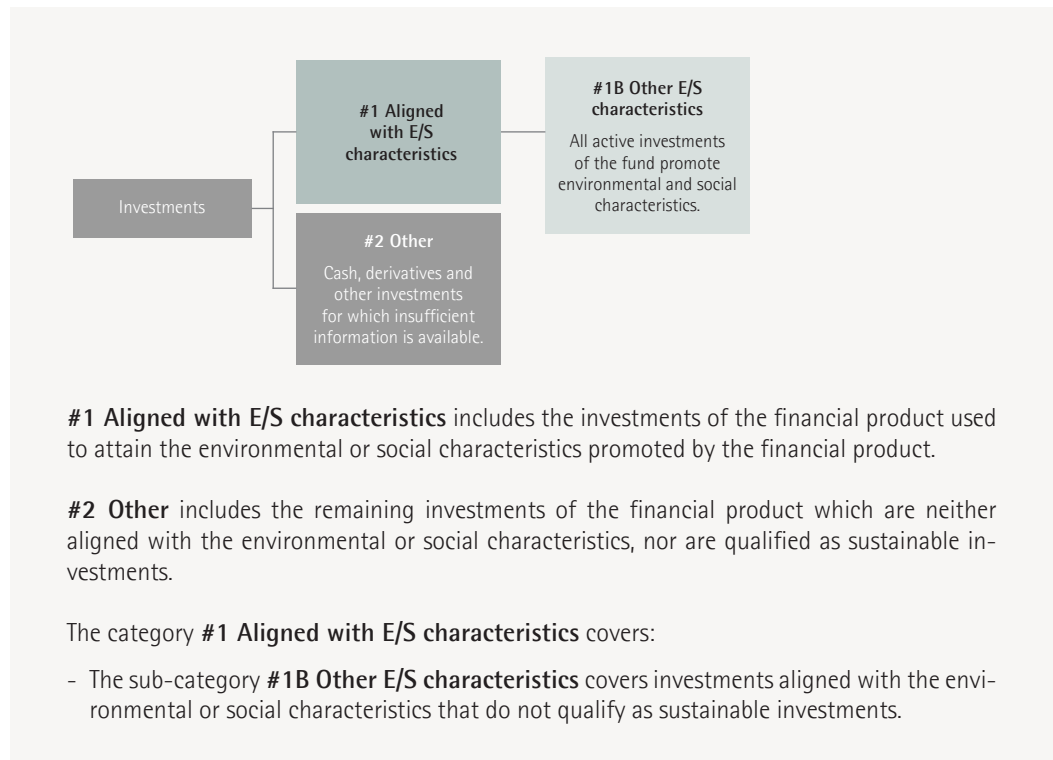 #1 Aligned
with E/S
characteristics
#1B Other E/S
characteristics
All active investments
of the fund promote
environmental and social
characteristics.
Investments
#2 Other
Cash, derivatives and
other investments
for which insufficient
information is available.
#1 Aligned with E/S characteristics includes the investments of the financial product used
to attain the environmental or social characteristics promoted by the financial product.
#2 Other includes the remaining investments of the financial product which are neither
aligned with the environmental or social characteristics, nor are qualified as sustainable in-
vestments.
The category #1 Aligned with E/S characteristics covers:
- The sub-category #1B Other E/S characteristics covers investments aligned with the envi-
ronmental or social characteristics that do not qualify as sustainable investments.